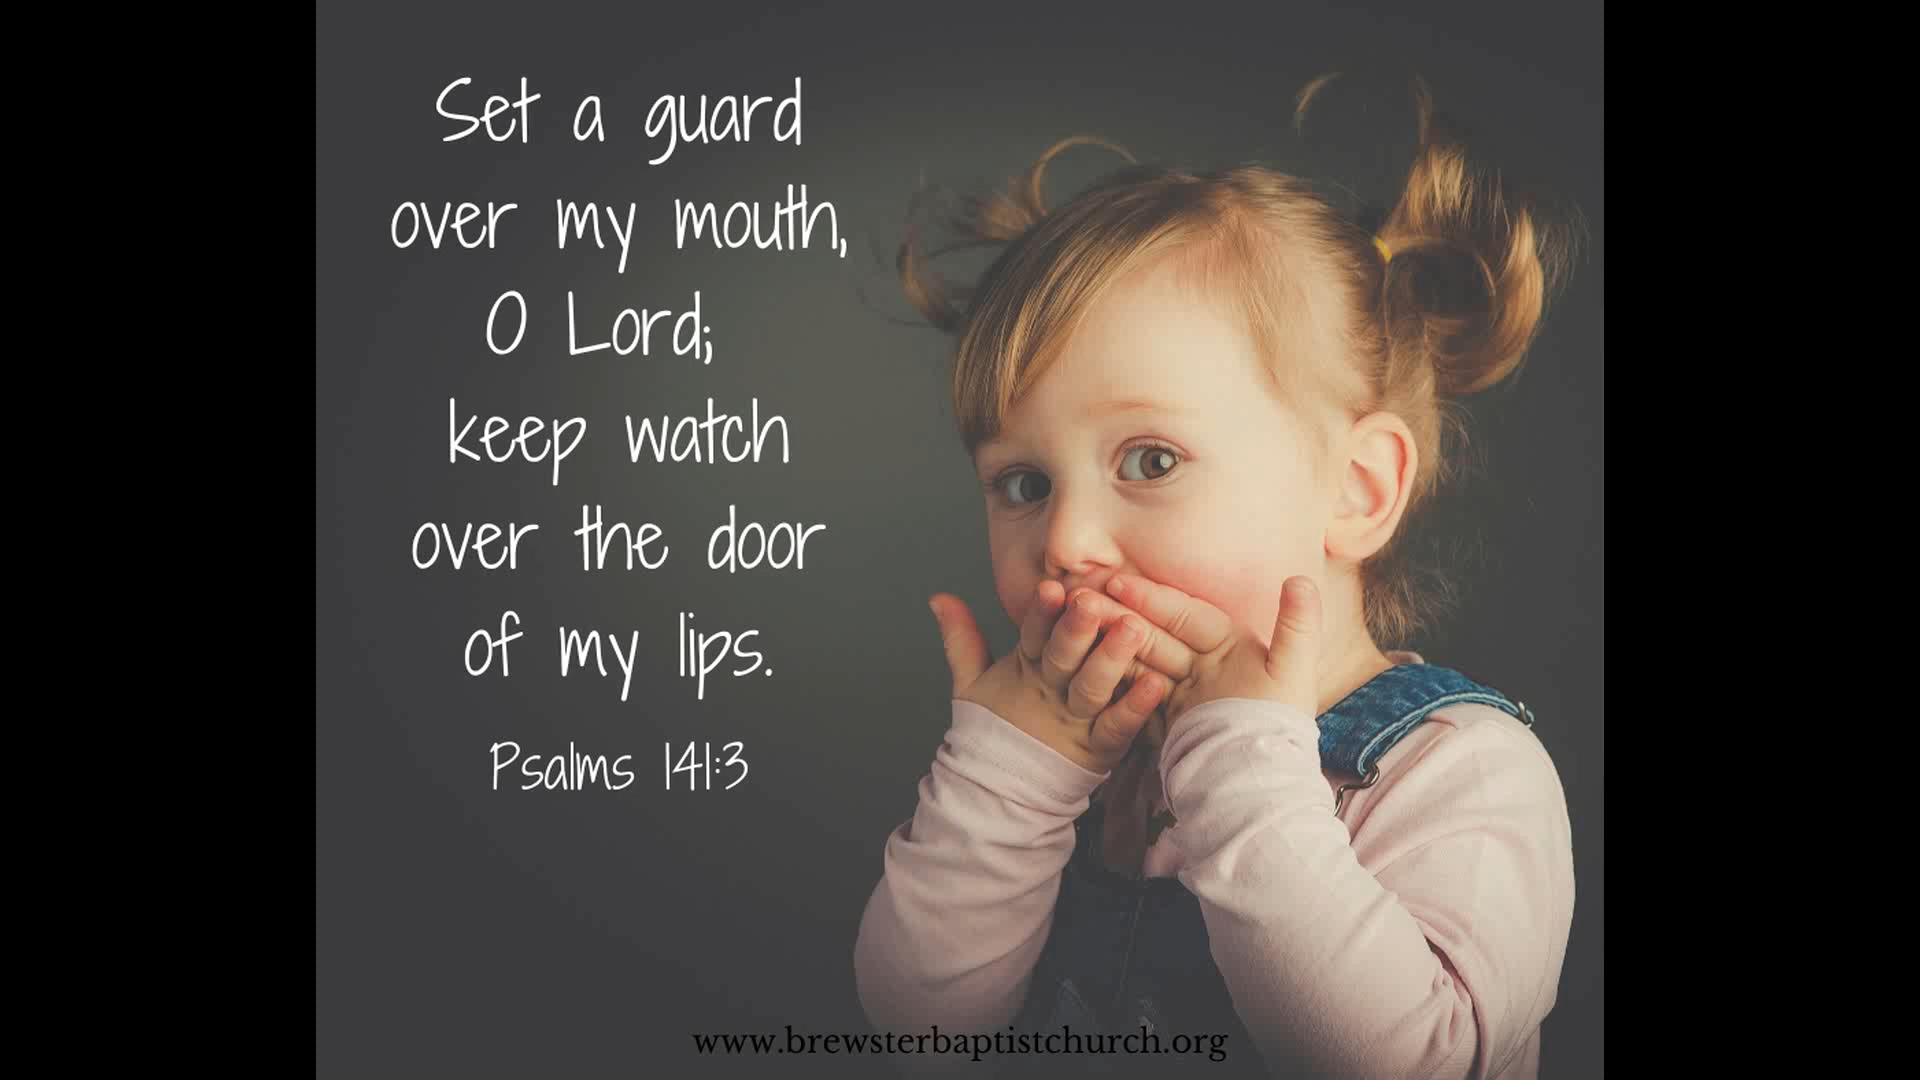 Set a guard
over my mouth,
O Lord;
keep watch
over the door
of my lips.
Psalms 141:3
www.brewsterbaptistchurch.org